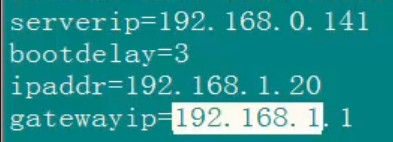 serverip=192.168.0.141
bootdelay=3
ipaddr=192.168.1.20
gatewayip=192.168.1.1